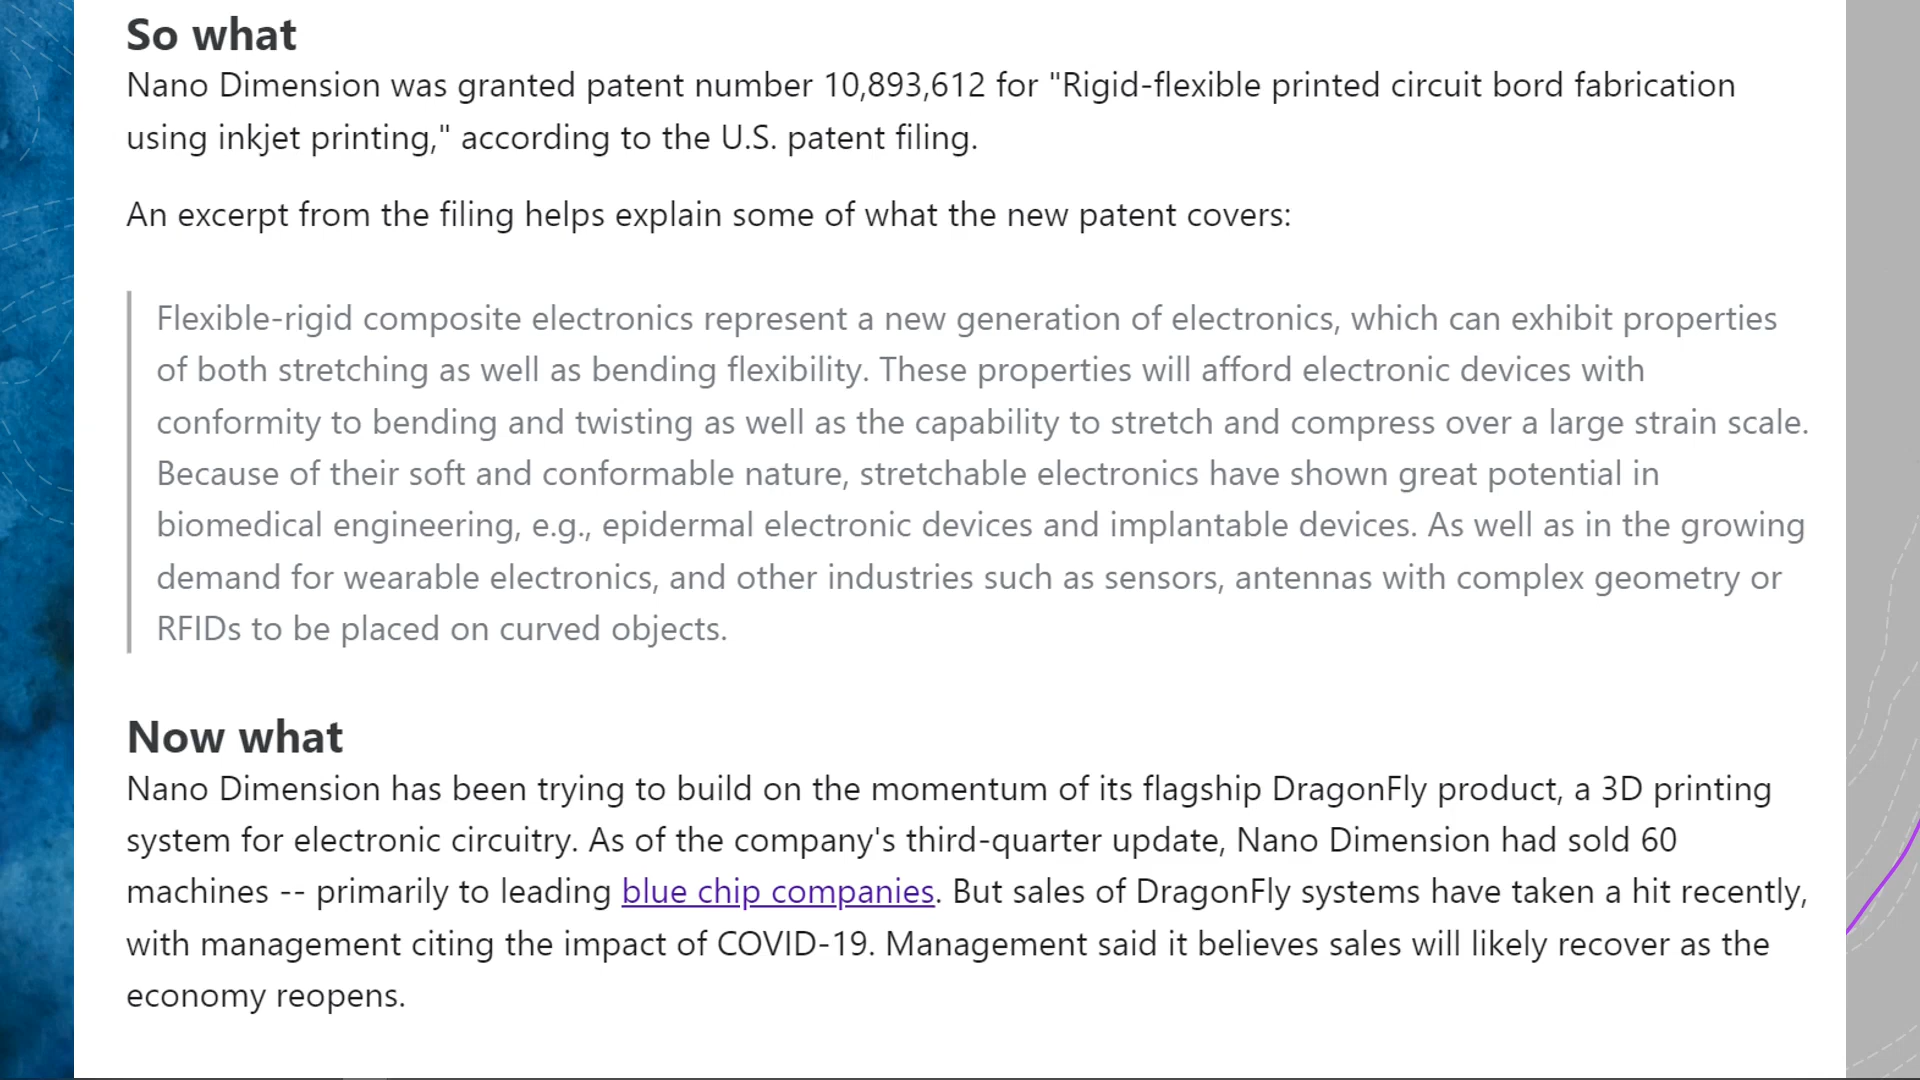 So what
Nano Dimension was granted patent number 10,893,612 for "Rigid-flexible printed circuit bord fabrication
using inkjet printing," according to the U.S. patent filing.
An excerpt from the filing helps explain some of what the new patent covers:
Flexible-rigid composite electronics represent a new generation of electronics, which can exhibit properties
of both stretching as well as bending flexibility. These properties will afford electronic devices with
conformity to bending and twisting as well as the capability to stretch and compress over a large strain scale.
Because of their soft and conformable nature, stretchable electronics have shown great potential in
biomedical engineering, e.g., epidermal electronic devices and implantable devices. As well as in the growing
demand for wearable electronics, and other industries such as sensors, antennas with complex geometry or
RFIDs to be placed on curved objects.
Now what
Nano Dimension has been trying to build on the momentum of its flagship DragonFly product, a 3D printing
system for electronic circuitry. As of the company's third-quarter update, Nano Dimension had sold 60
machines -- primarily to leading blue chip companies. But sales of DragonFly systems have taken a hit recently,
with management citing the impact of COVID-19. Management said it believes sales will likely recover as the
economy reopens.